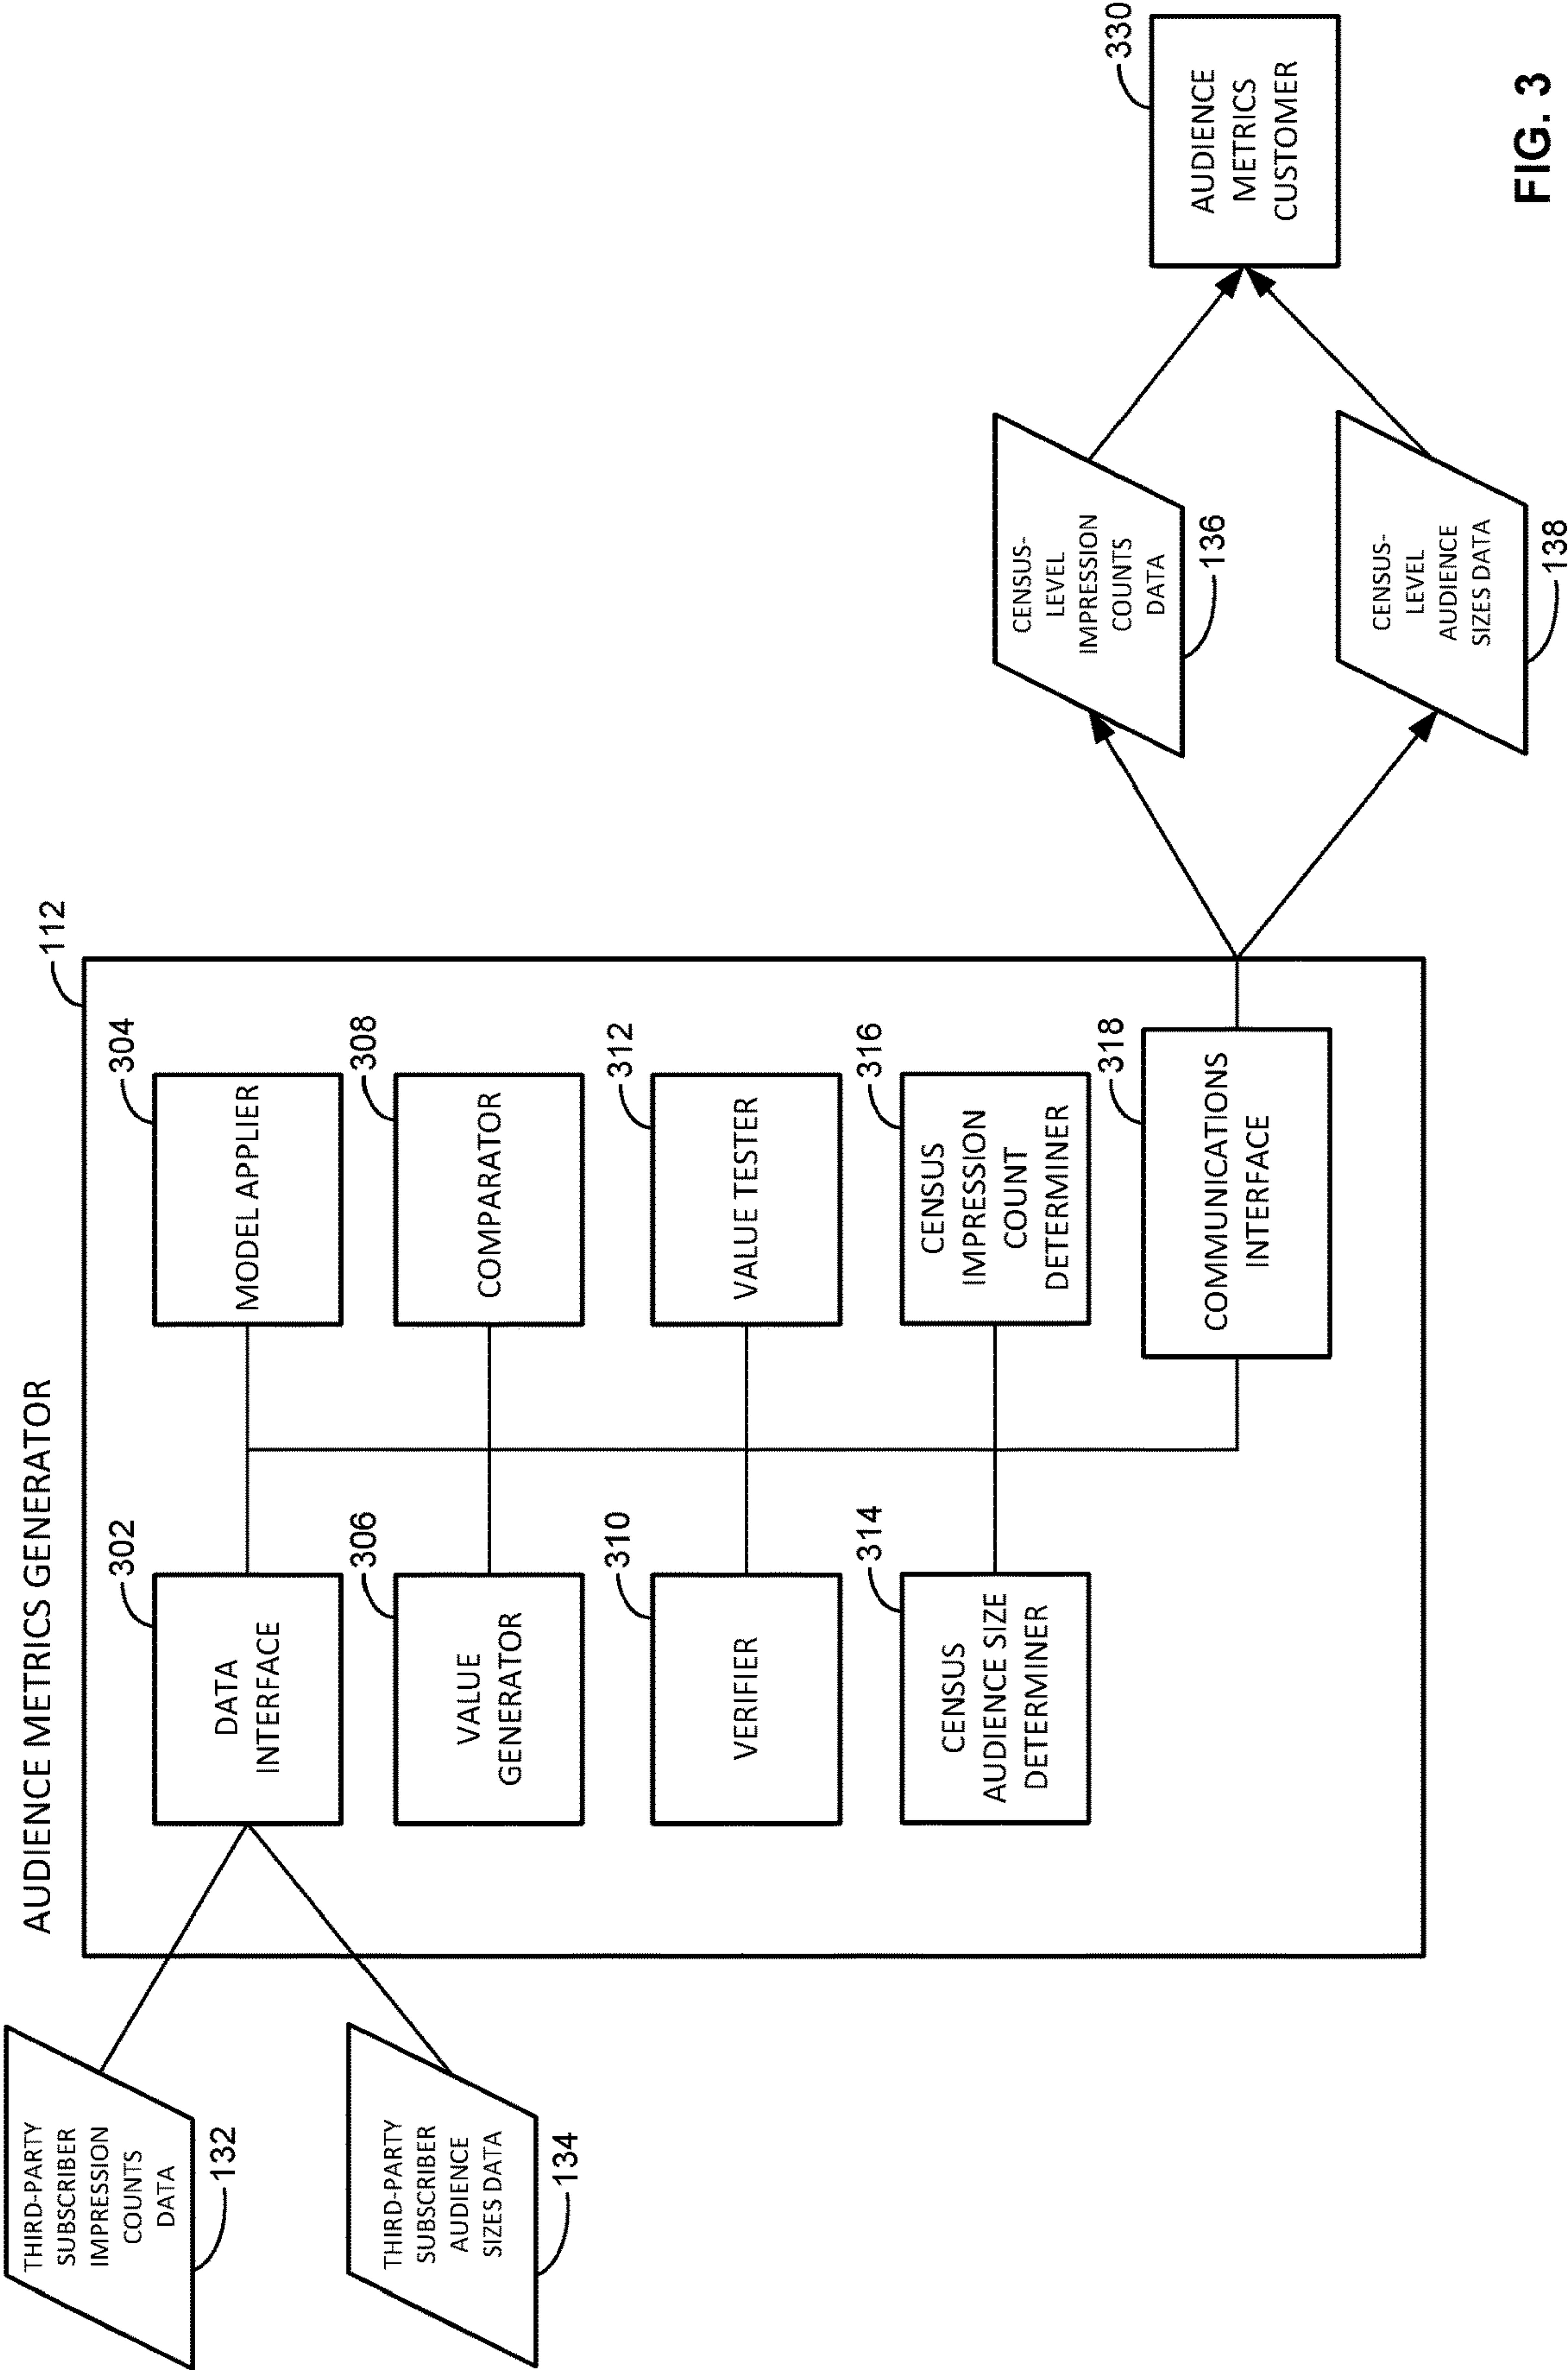 AUDIENCE METRICS GENERATOR
112
THIRD-PARTY
SUBSCRIBER
IMPRESSION
COUNTS
DATA
132
THIRD-PARTY
SUBSCRIBER
AUDIENCE
SIZES DATA
134
302
DATA
INTERFACE
304
MODEL APPLIER
306
VALUE
GENERATOR
308
COMPARATOR
310
VERIFIER
312
VALUE TESTER
314
CENSUS
AUDIENCE SIZE
DETERMINER
316
CENSUS
IMPRESSION
COUNT
DETERMINER
318
COMMUNICATIONS
INTERFACE
CENSUS-
LEVEL
IMPRESSION
COUNTS
DATA
136
CENSUS-
LEVEL
AUDIENCE
SIZES DATA
138
330
AUDIENCE
METRICS
CUSTOMER
FIG. 3